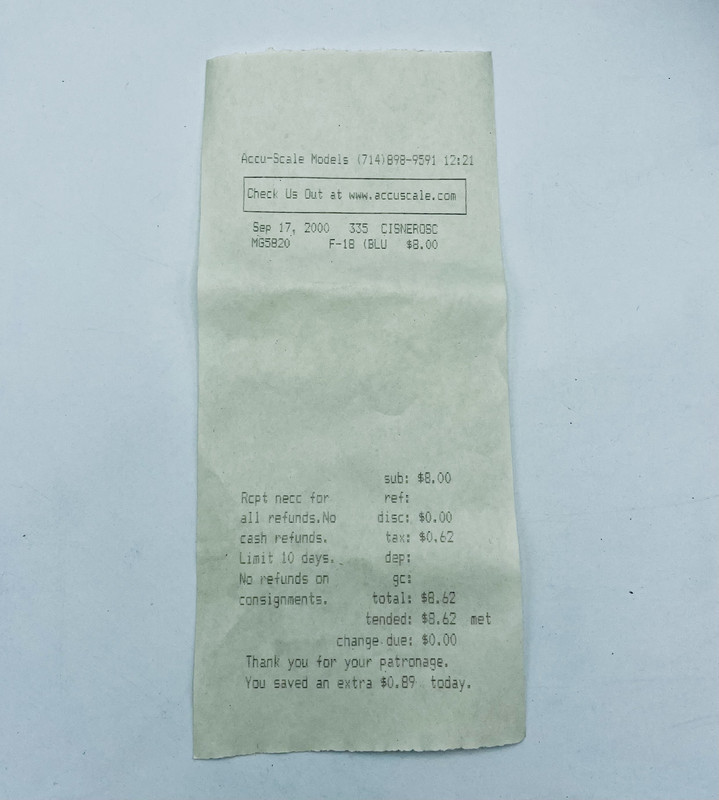 Accu-Scale Models (714)898-9591 12:21
Check Us Out at www.accuscale.com
Sep 17, 2000 335 CISNEROSC
MG5820 F-18 (BLU $8.00
sub: $8.00
Rcpt necc for ref:
all refunds.No disc: $0.00
cash refunds. tax: $0.62
Limit 10 days. dep:
No refunds on gc:
consignments. total: $8.62
tended: $8.62 met
change due: $0.00
Thank you for your patronage.
You saved an extra $0.89 today.